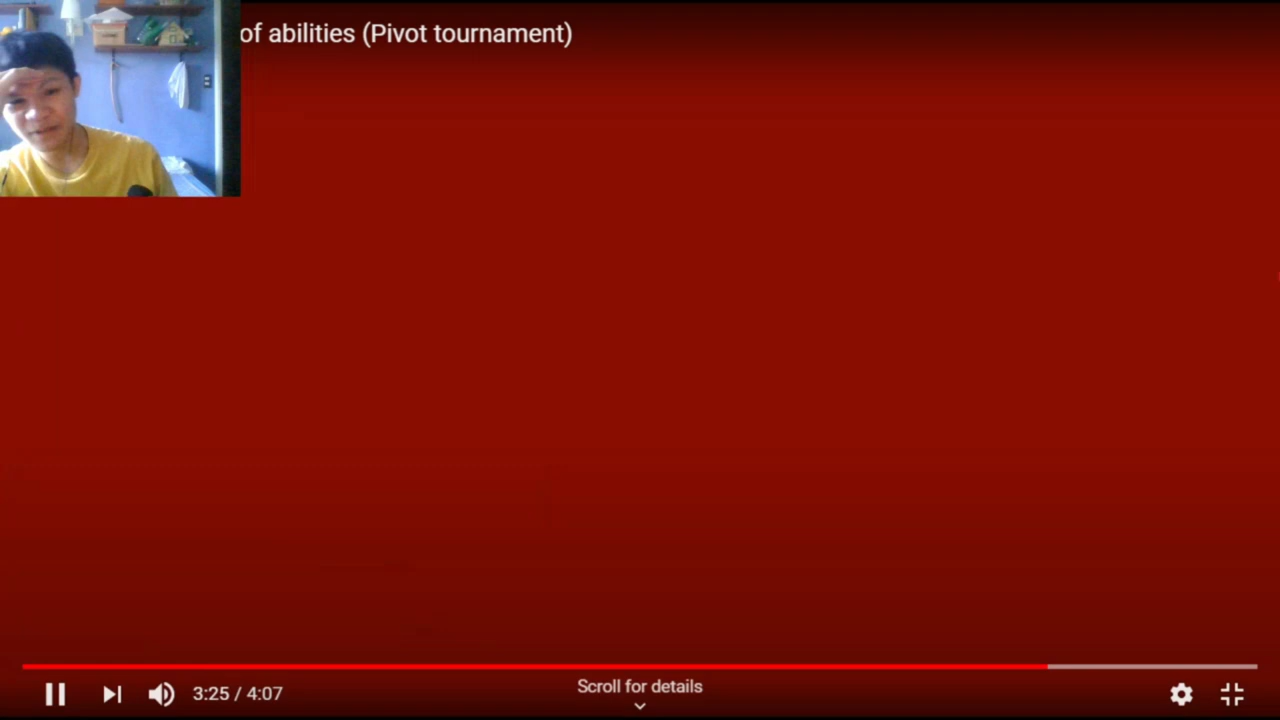 of abilities (Pivot tournament)
3:25 / 4:07
Scroll for details